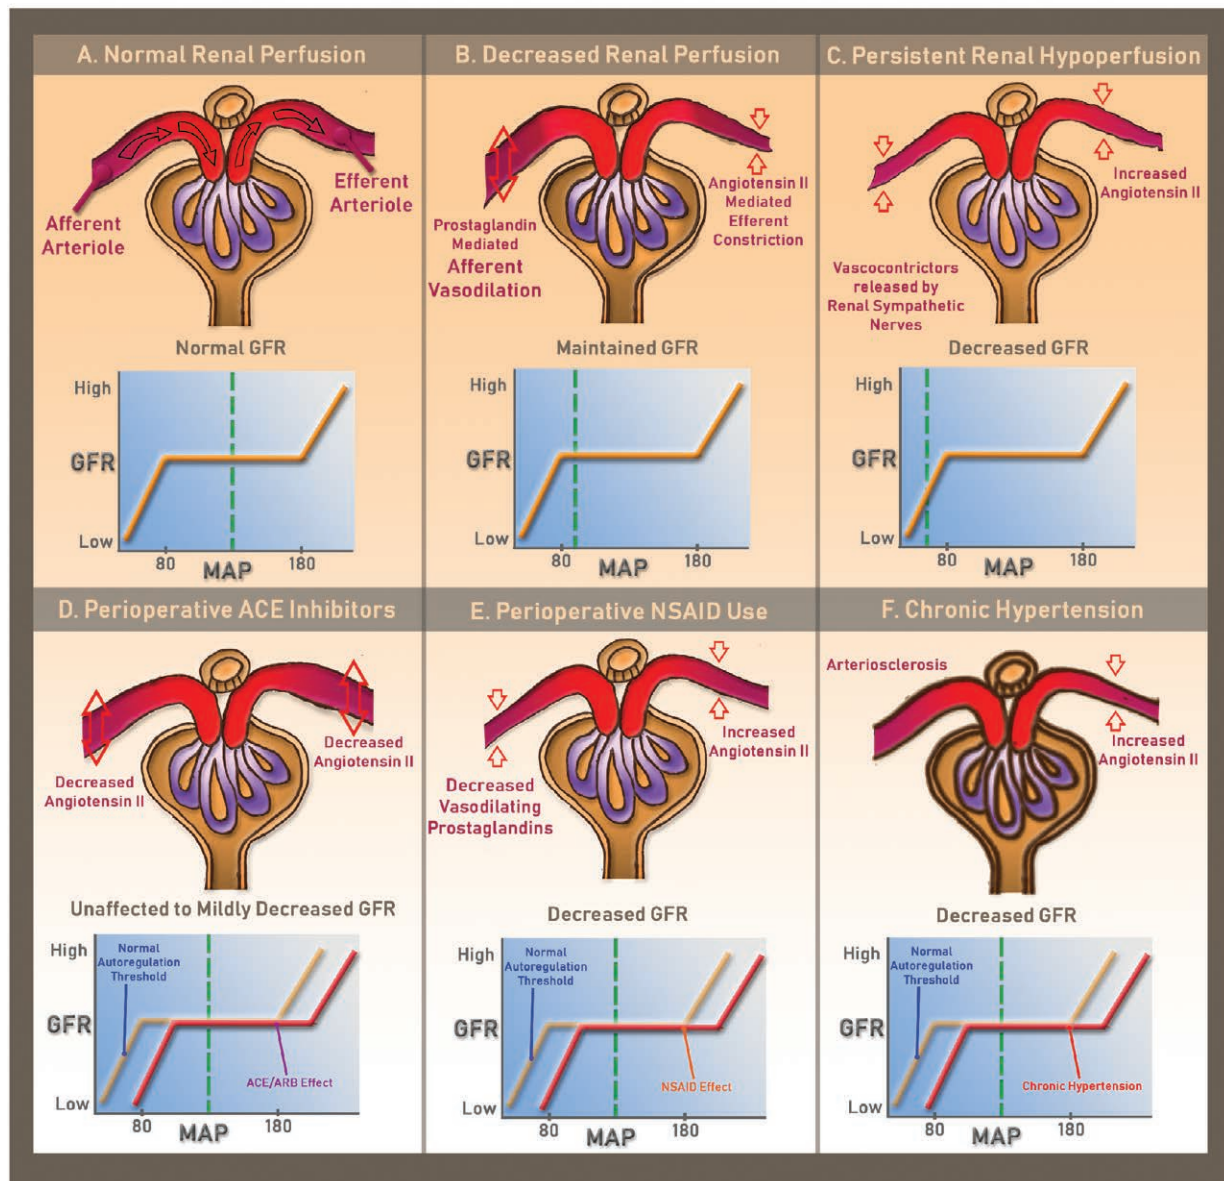 A. Normal Renal Perfusion
Afferent
Arteriole
Efferent
Arteriole
Normal GFR
High
GFR
Low
80
MAP
180
B. Decreased Renal Perfusion
Prostaglandin
Mediated
Afferent
Vasodilation
Angiotensin II
Mediated
Efferent
Constriction
Maintained GFR
High
GFR
Low
80
MAP
180
C. Persistent Renal Hypoperfusion
Increased
Angiotensin II
Vascocontrictors
released by
Renal Sympathetic
Nerves
Decreased GFR
High
GFR
Low
80
MAP
180
D. Perioperative ACE Inhibitors
Decreased
Angiotensin II
Decreased
Angiotensin II
Unaffected to Mildly Decreased GFR
High
Normal
Autoregulation
Threshold
GFR
ACE/ARB Effect
Low
80
MAP
180
E. Perioperative NSAID Use
Increased
Angiotensin II
Decreased
Vasodilating
Prostaglandins
Decreased GFR
High
Normal
Autoregulation
Threshold
GFR
NSAID Effect
Low
80
MAP
180
F. Chronic Hypertension
Arteriosclerosis
Increased
Angiotensin II
Decreased GFR
High
Normal
Autoregulation
Threshold
GFR
Chronic Hypertension
Low
80
MAP
180